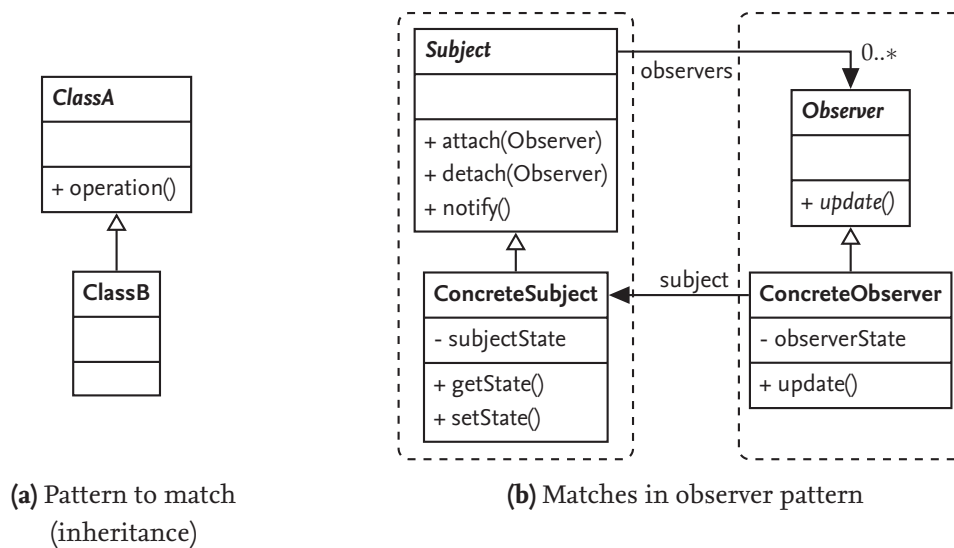 ClassA
+ operation()
ClassB
(a) Pattern to match
(inheritance)
Subject
+ attach(Observer)
+ detach(Observer)
+ notify()
observers
0..*
Observer
+ update()
ConcreteSubject
- subjectState
+ getState()
+ setState()
subject
ConcreteObserver
- observerState
+ update()
(b) Matches in observer pattern